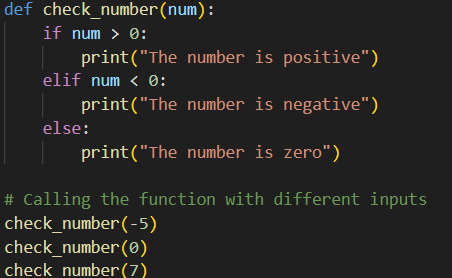 def check_number(num):
    if num > 0:
        print("The number is positive")
    elif num < 0:
        print("The number is negative")
    else:
        print("The number is zero")

# Calling the function with different inputs
check_number(-5)
check_number(0)
check_number(7)